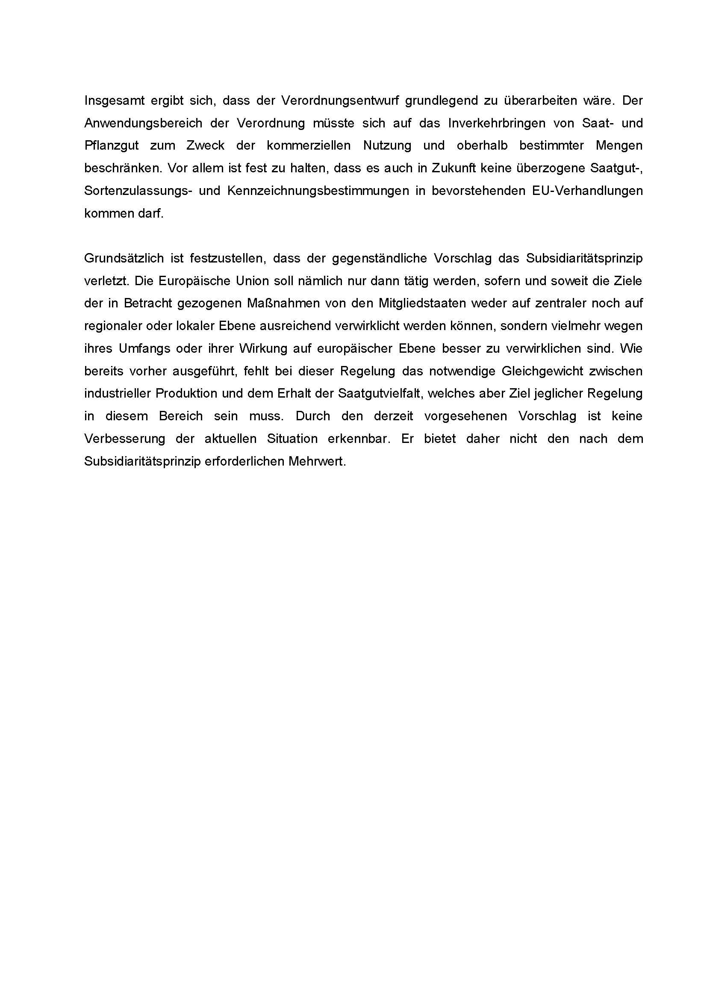 Insgesamt ergibt sich, dass der Verordnungsentwurf grundlegend zu überarbeiten wäre. Der
Anwendungsbereich der Verordnung müsste sich auf das Inverkehrbringen von Saat- und
Pflanzgut zum Zweck der kommerziellen Nutzung und oberhalb bestimmter Mengen
beschränken. Vor allem ist fest zu halten, dass es auch in Zukunft keine überzogene Saatgut-,
Sortenzulassungs- und Kennzeichnungsbestimmungen in bevorstehenden EU-Verhandlungen
kommen darf.
Grundsätzlich ist festzustellen, dass der gegenständliche Vorschlag das Subsidiaritätsprinzip
verletzt. Die Europäische Union soll nämlich nur dann tätig werden, sofern und soweit die Ziele
der in Betracht gezogenen Maßnahmen von den Mitgliedstaaten weder auf zentraler noch auf
regionaler oder lokaler Ebene ausreichend verwirklicht werden können, sondern vielmehr wegen
ihres Umfangs oder ihrer Wirkung auf europäischer Ebene besser zu verwirklichen sind. Wie
bereits vorher ausgeführt, fehlt bei dieser Regelung das notwendige Gleichgewicht zwischen
industrieller Produktion und dem Erhalt der Saatgutvielfalt, welches aber Ziel jeglicher Regelung
in diesem Bereich sein muss. Durch den derzeit vorgesehenen Vorschlag ist keine
Verbesserung der aktuellen Situation erkennbar. Er bietet daher nicht den nach dem
Subsidiaritätsprinzip erforderlichen Mehrwert.